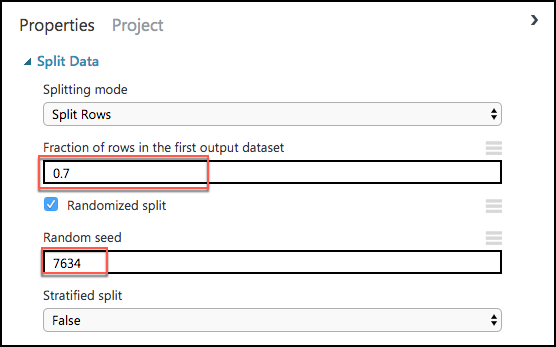 Properties Project
Split Data
Splitting mode
Split Rows
Fraction of rows in the first output dataset
0.7
Randomized split
Random seed
7634
Stratified split
False